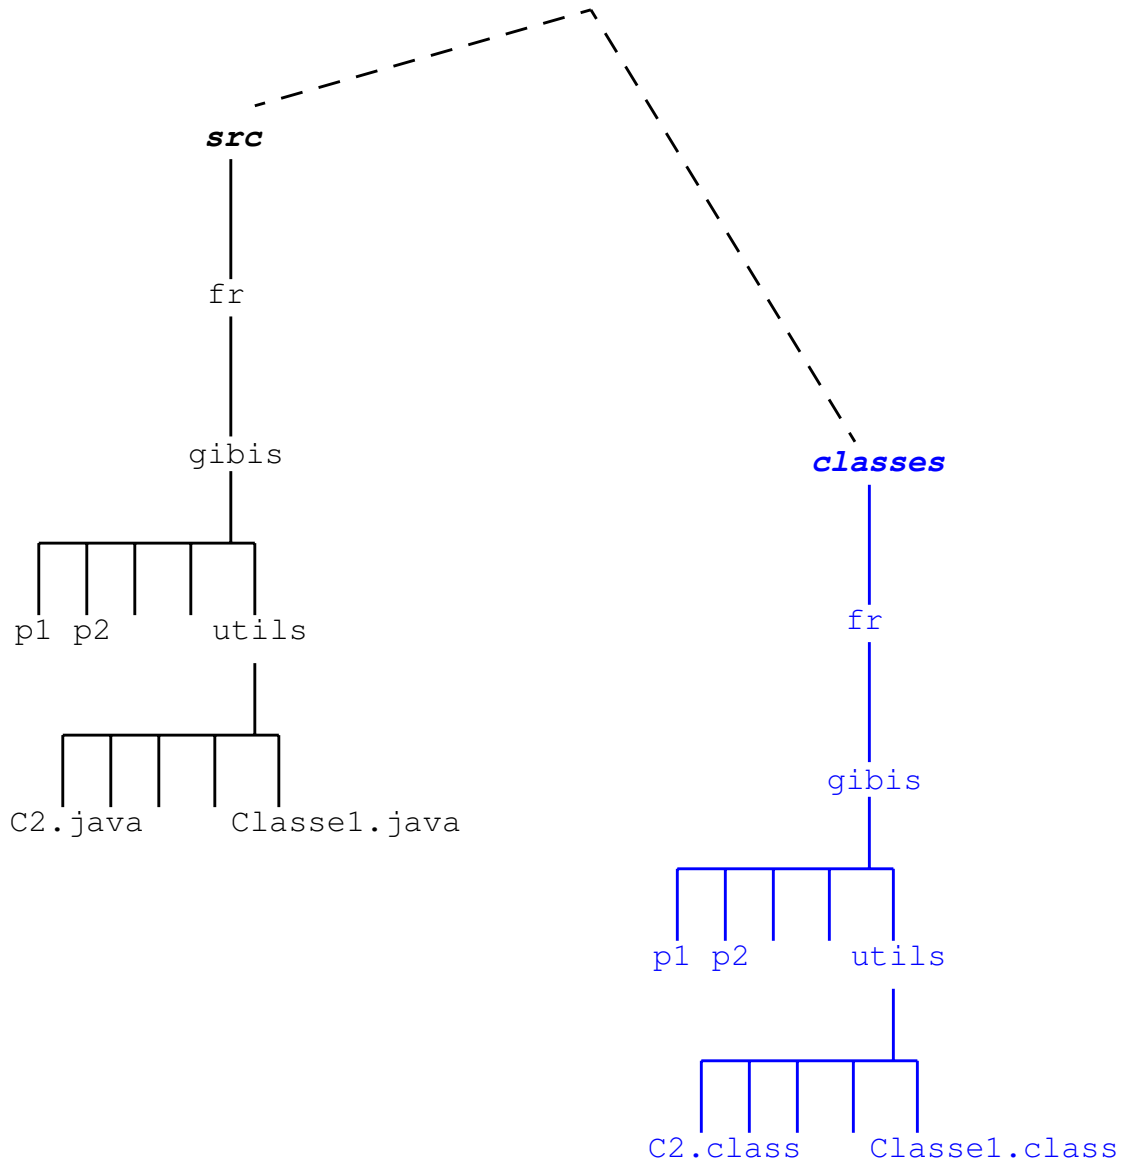 src
fr
gibis
classes
p1 p2 utils
fr
gibis
C2.java Classe1.java
p1 p2 utils
C2.class Classe1.class